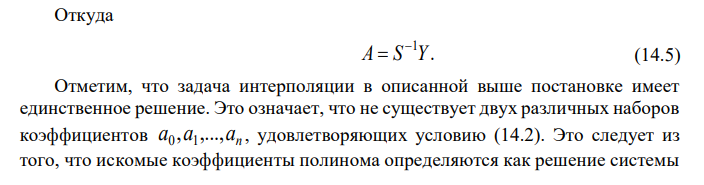 Откуда
A = S⁻¹Y. (14.5)
Отметим, что задача интерполяции в описанной выше постановке имеет
единственное решение. Это означает, что не существует двух различных наборов
коэффициентов a₀,a₁,...,aₙ, удовлетворяющих условию (14.2). Это следует из
того, что искомые коэффициенты полинома определяются как решение системы